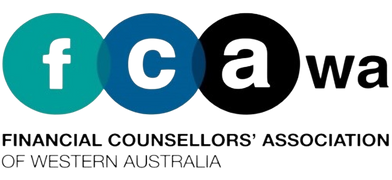 fcawa
FINANCIAL COUNSELLORS' ASSOCIATION
OF WESTERN AUSTRALIA